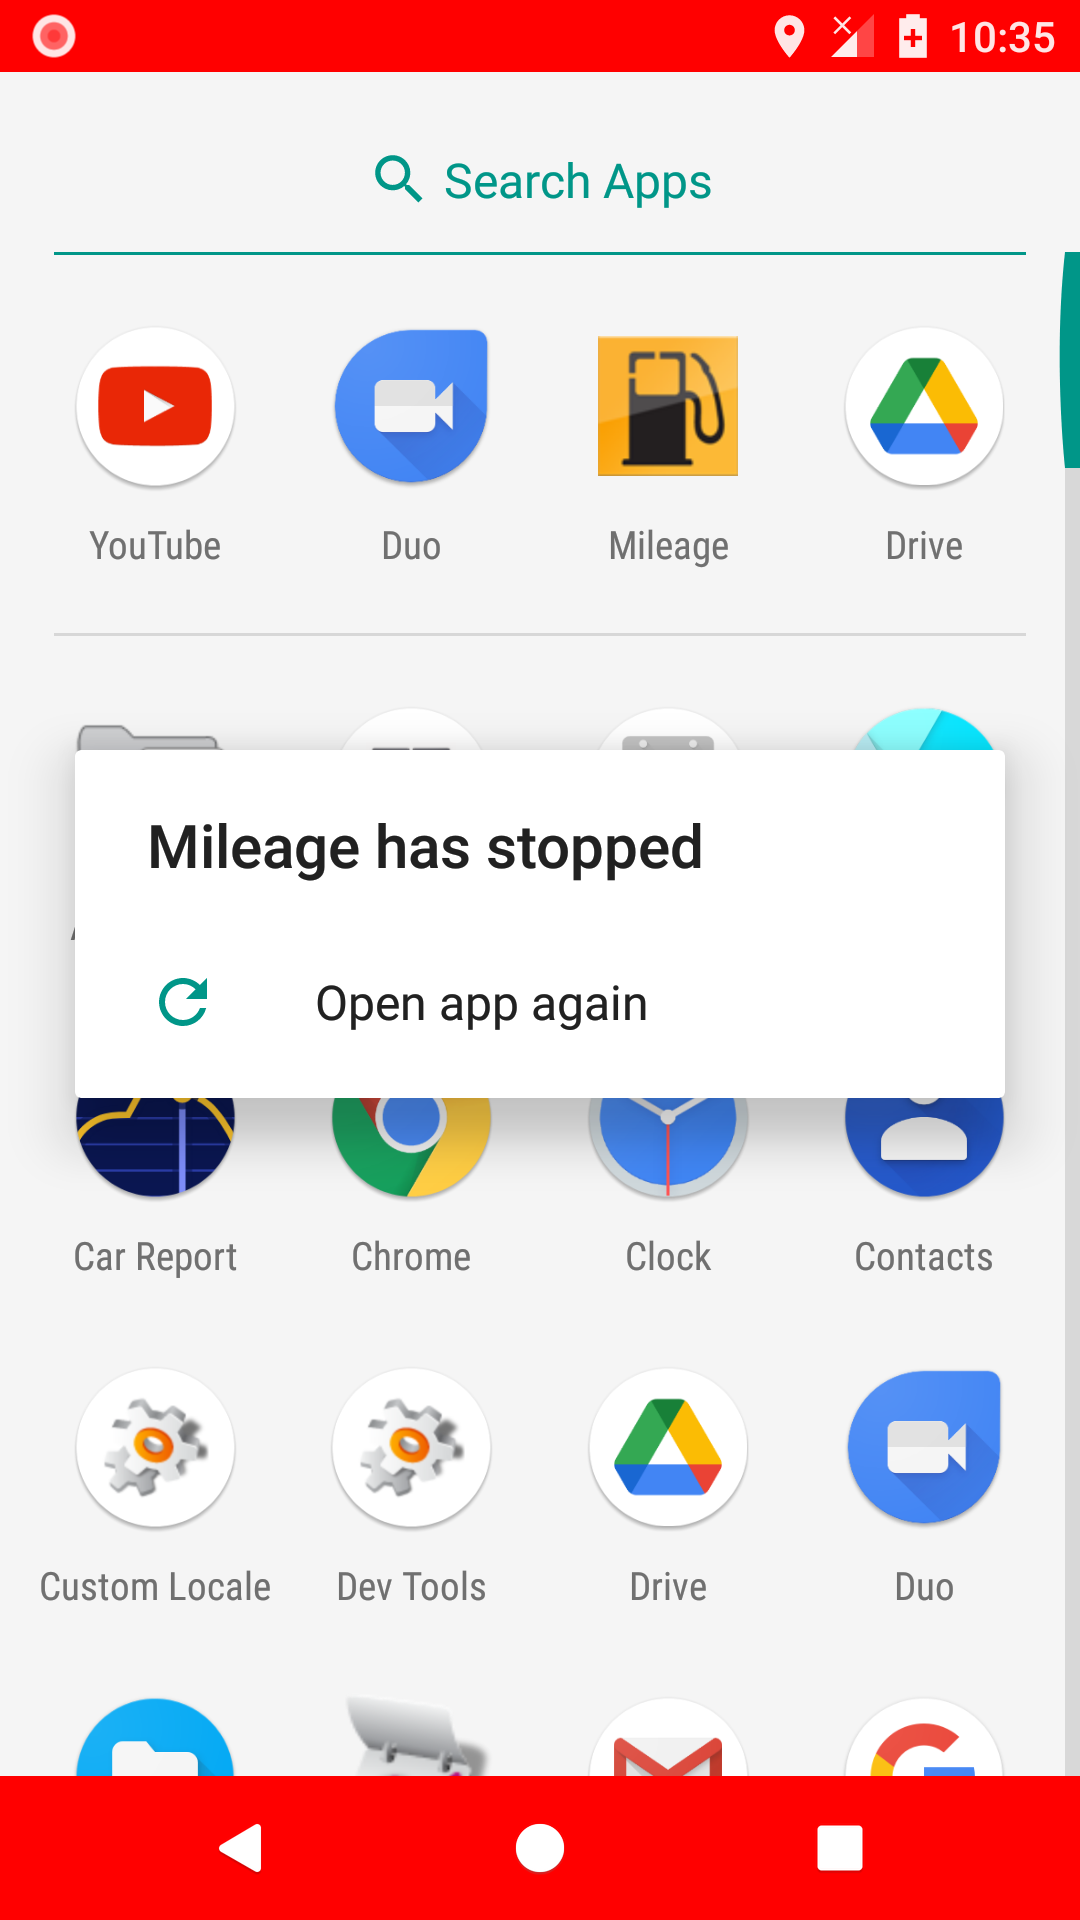 10:35
Search Apps
YouTube Duo Mileage Drive
Mileage has stopped
Open app again
Car Report Chrome Clock Contacts
Custom Locale Dev Tools Drive Duo